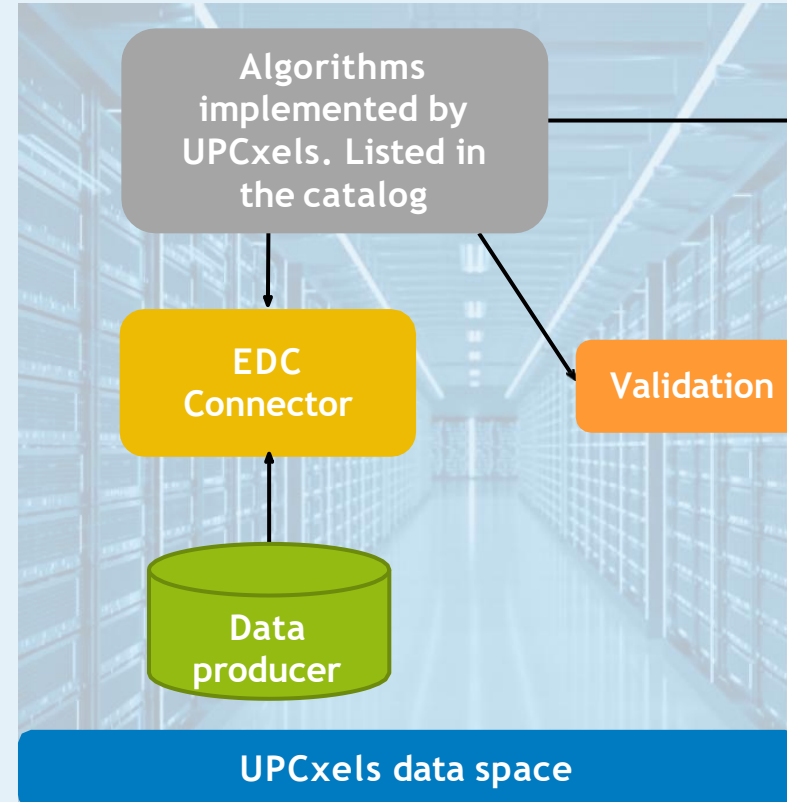 Algorithms
implemented by
UPCxels. Listed in
the catalog
EDC
Connector
Validation
Data
producer
UPCxels data space